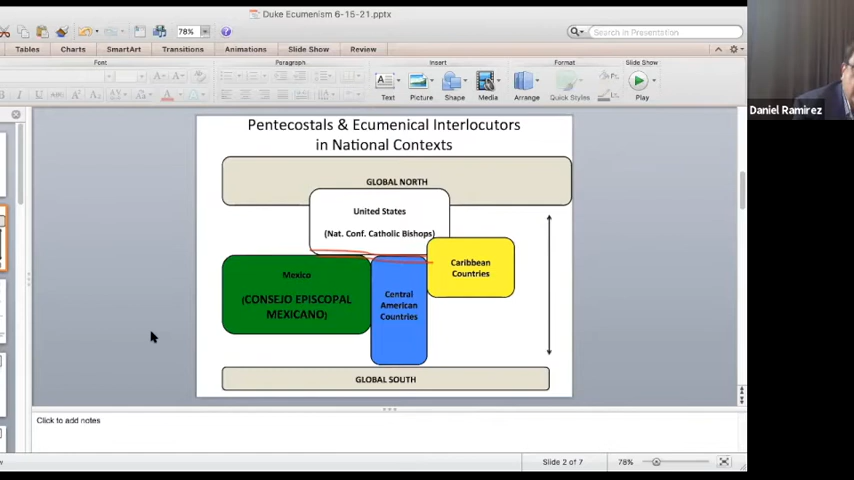 Duke Ecumenism 6-15-21.pptx
78%
Search in Presentation
Tables
Charts
SmartArt
Transitions
Animations
Slide Show
Review
Font
Paragraph
Insert
Format
Slide Show
Text
Picture
Shape
Media
Arrange
Quick Styles
Play
Daniel Ramirez
Pentecostals & Ecumenical Interlocutors
in National Contexts
GLOBAL NORTH
United States
(Nat. Conf. Catholic Bishops)
Caribbean
Countries
Mexico
(CONSEJO EPISCOPAL
MEXICANO)
Central
American
Countries
GLOBAL SOUTH
Click to add notes
Slide 2 of 7
78%